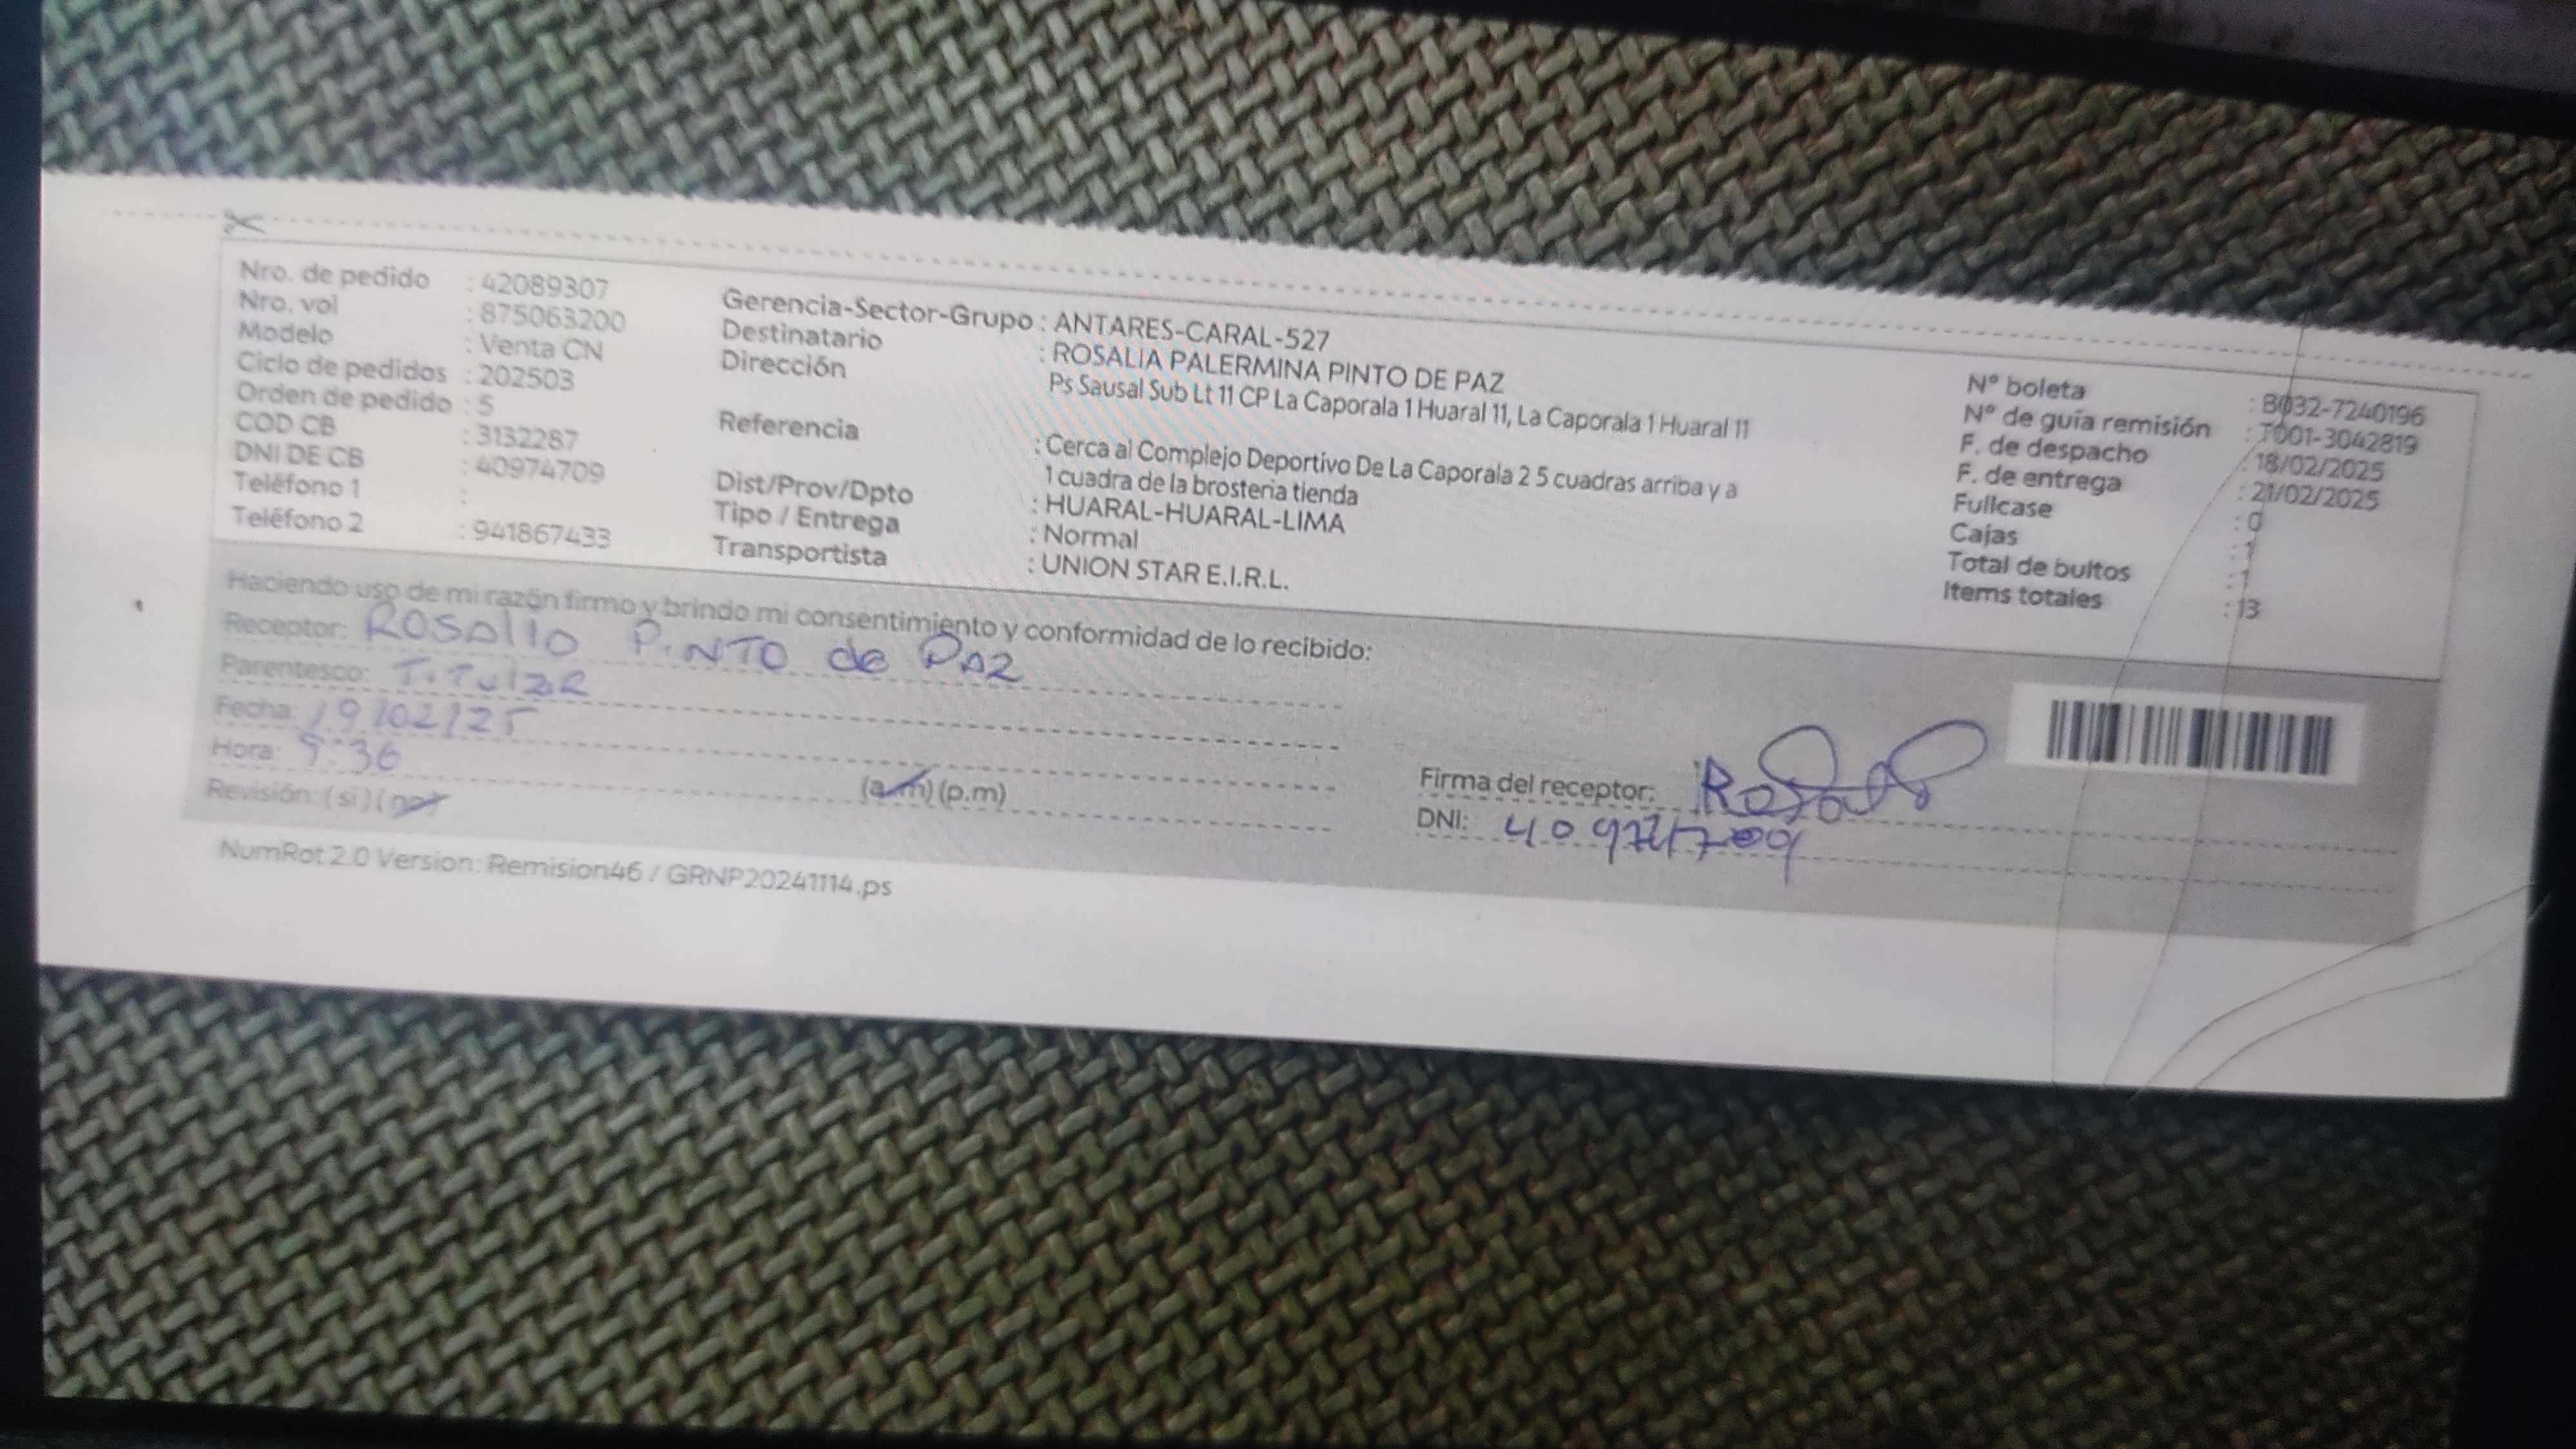 Nro. de pedido : 42089307
Nro. vol : 875063200
Modelo : Venta CN
Ciclo de pedidos : 202503
Orden de pedido : 5
COD CB : 3132287
DNI DE CB : 40974709
Teléfono 1 :
Teléfono 2 : 941867433
Gerencia-Sector-Grupo : ANTARES-CARAL-527
Destinatario : ROSALIA PALERMINA PINTO DE PAZ
Dirección Ps Sausal Sub Lt 11 CP La Caporala 1 Huaral 11, La Caporala 1 Huaral 11
Referencia : Cerca al Complejo Deportivo De La Caporala 2 5 cuadras arriba y a
1 cuadra de la brosteria tienda
Dist/Prov/Dpto : HUARAL-HUARAL-LIMA
Tipo / Entrega : Normal
Transportista : UNION STAR E.I.R.L.
N° boleta : B032-7240196
N° de guía remisión : T001-3042819
F. de despacho : 18/02/2025
F. de entrega : 21/02/2025
Fullcase : 0
Cajas : 1
Total de bultos : 1
Items totales : 13
Haciendo uso de mi razón firmo y brindo mi consentimiento y conformidad de lo recibido:
Receptor: Rosalio Pinto de Paz
Parentesco: Titular
Fecha: 19/02/25
Hora: 9:36 (a.m) (p.m)
Revisión: (si) (no)
Firma del receptor:
DNI: 40974709
NumRot 2.0 Version: Remision46 / GRNP20241114.ps